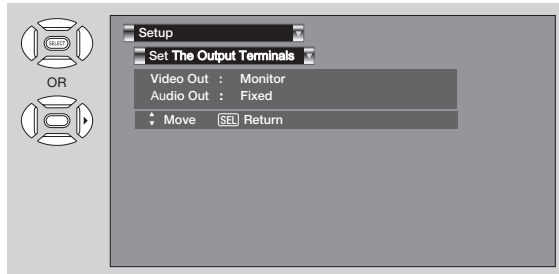 SELECT
OR
Setup
Set The Output Terminals
Video Out : Monitor
Audio Out : Fixed
Move SEL Return